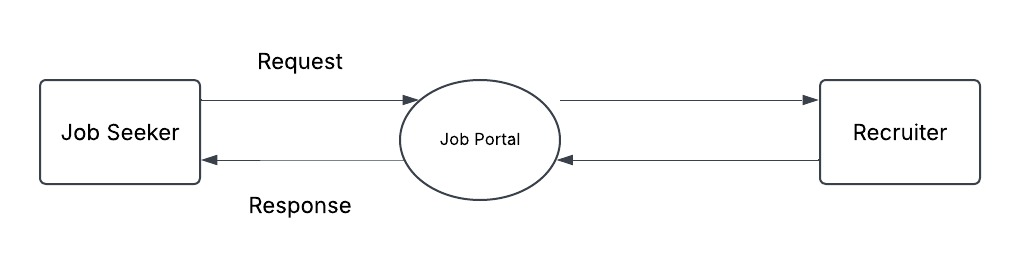 Request
Job Seeker
Job Portal
Recruiter
Response